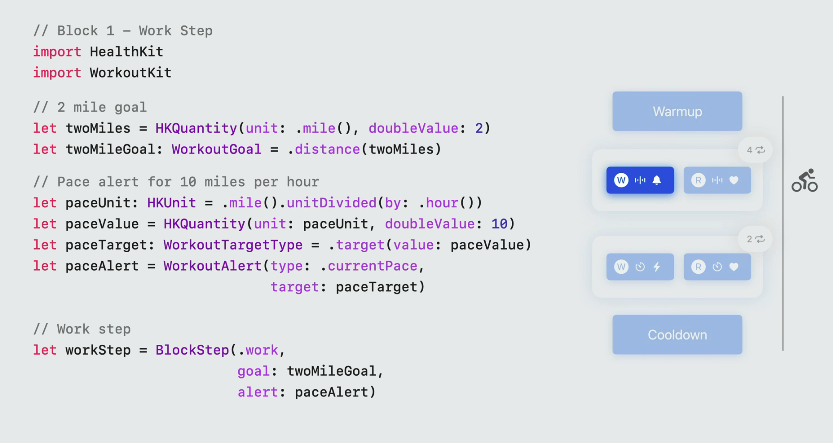 // Block 1 – Work Step
import HealthKit
import WorkoutKit
// 2 mile goal
let twoMiles = HKQuantity(unit: .mile(), doubleValue: 2)
let twoMileGoal: WorkoutGoal = .distance(twoMiles)
// Pace alert for 10 miles per hour
let paceUnit: HKUnit = .mile().unitDivided(by: .hour())
let paceValue = HKQuantity(unit: paceUnit, doubleValue: 10)
let paceTarget: WorkoutTargetType = .target(value: paceValue)
let paceAlert = WorkoutAlert(type: .currentPace,
target: paceTarget)
// Work step
let workStep = BlockStep(.work,
goal: twoMileGoal,
alert: paceAlert)
Warmup
4
W
R
2
W
R
Cooldown